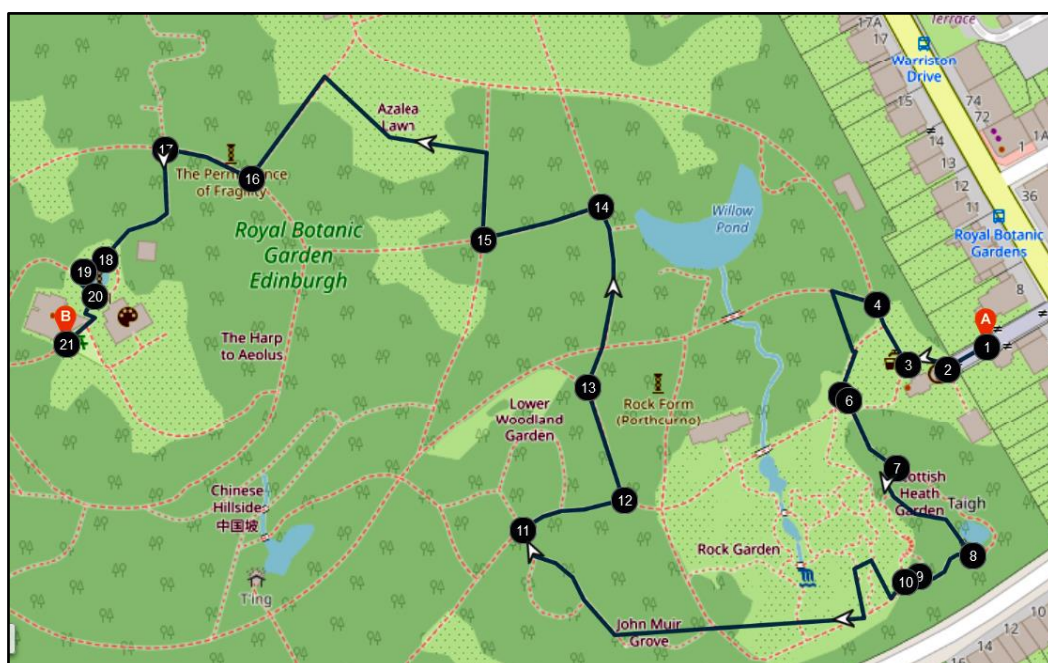 Terrace
17A
17
Warriston
Drive
15
14
13
12
11
10
9
8
74
72
1
1A
36
Royal Botanic
Gardens
Azalea
Lawn
17
The Permanence
of Fragility
16
14
15
Willow
Pond
Royal Botanic
Garden
Edinburgh
18
19
20
B
21
4
A
1
2
3
The Harp
to Aeolus
13
6
Rock Form
(Porthcurno)
Lower
Woodland
Garden
7
Scottish
Heath
Garden
Taigh
Chinese
Hillside
中国坡
12
11
8
Rock Garden
10
9
T'ing
John Muir
Grove
10
12
14
16